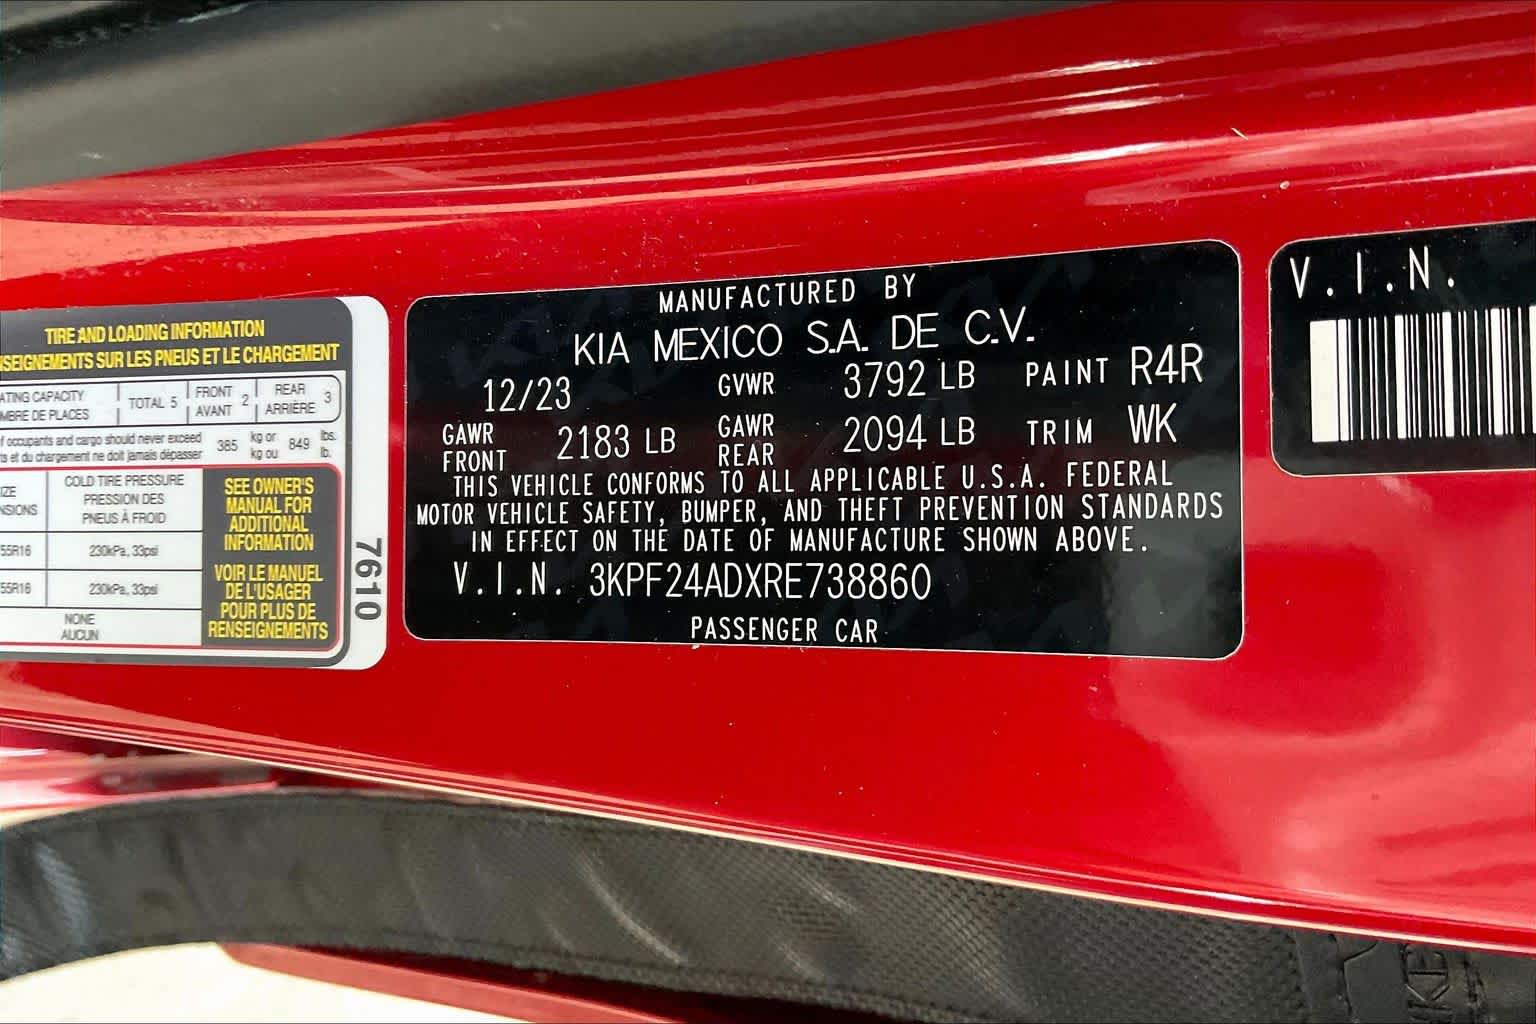 TIRE AND LOADING INFORMATION
NSEIGNEMENTS SUR LES PNEUS ET LE CHARGEMENT
ATING CAPACITY
MBRE DE PLACES
TOTAL 5
FRONT
AVANT
2
REAR
ARRIÈRE
3
f occupants and cargo should never exceed
ts et du chargement ne doit jamais dépasser
385
kg or
kg ou
849
lbs.
lb.
IZE
NSIONS
COLD TIRE PRESSURE
PRESSION DES
PNEUS À FROID
55R16
230kPa, 33psi
55R16
230kPa, 33psi
NONE
AUCUN
SEE OWNER'S
MANUAL FOR
ADDITIONAL
INFORMATION
VOIR LE MANUEL
DE L'USAGER
POUR PLUS DE
RENSEIGNEMENTS
7610
MANUFACTURED BY
KIA MEXICO S.A. DE C.V.
12/23 GVWR 3792 LB PAINT R4R
GAWR
FRONT
2183 LB
GAWR
REAR
2094 LB TRIM WK
THIS VEHICLE CONFORMS TO ALL APPLICABLE U.S.A. FEDERAL
MOTOR VEHICLE SAFETY, BUMPER, AND THEFT PREVENTION STANDARDS
IN EFFECT ON THE DATE OF MANUFACTURE SHOWN ABOVE.
V.I.N. 3KPF24ADXRE738860
PASSENGER CAR
V.I.N.